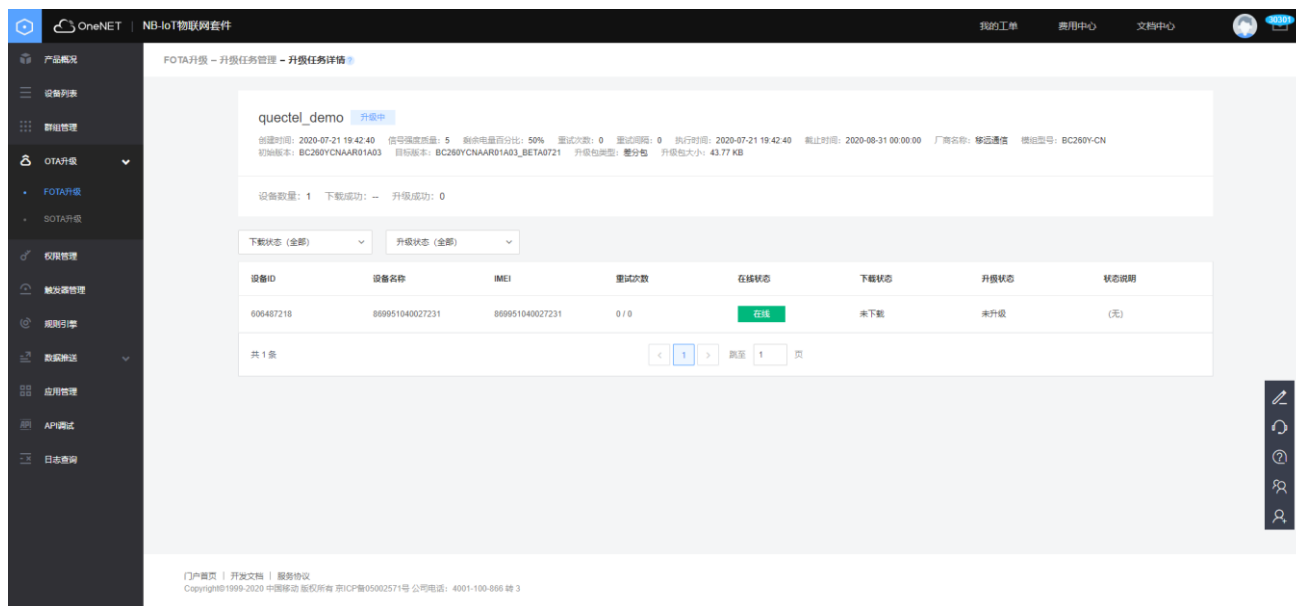 OneNET | NB-IoT物联网套件 我的工单 费用中心 文档中心 30301
产品概况
设备列表
群组管理
OTA升级
FOTA升级
SOTA升级
权限管理
触发器管理
规则引擎
数据推送
应用管理
API调试
日志查询
FOTA升级 – 升级任务管理 – 升级任务详情
quectel_demo 升级中
创建时间: 2020-07-21 19:42:40 信号强度质量: 5 剩余电量百分比: 50% 重试次数: 0 重试间隔: 0 执行时间: 2020-07-21 19:42:40 截止时间: 2020-08-31 00:00:00 厂商名称: 移远通信 模组型号: BC260Y-CN
初始版本: BC260YCNAAR01A03 目标版本: BC260YCNAAR01A03_BETA0721 升级包类型: 差分包 升级包大小: 43.77 KB
设备数量: 1 下载成功: -- 升级成功: 0
下载状态 (全部) 升级状态 (全部)
设备ID 设备名称 IMEI 重试次数 在线状态 下载状态 升级状态 状态说明
606487218 869951040027231 869951040027231 0 / 0 在线 未下载 未升级 (无)
共 1 条 < 1 > 跳至 1 页
门户首页 | 开发文档 | 服务协议
Copyright©1999-2020 中国移动 版权所有 京ICP备05002571号 公司电话: 4001-100-866 转 3